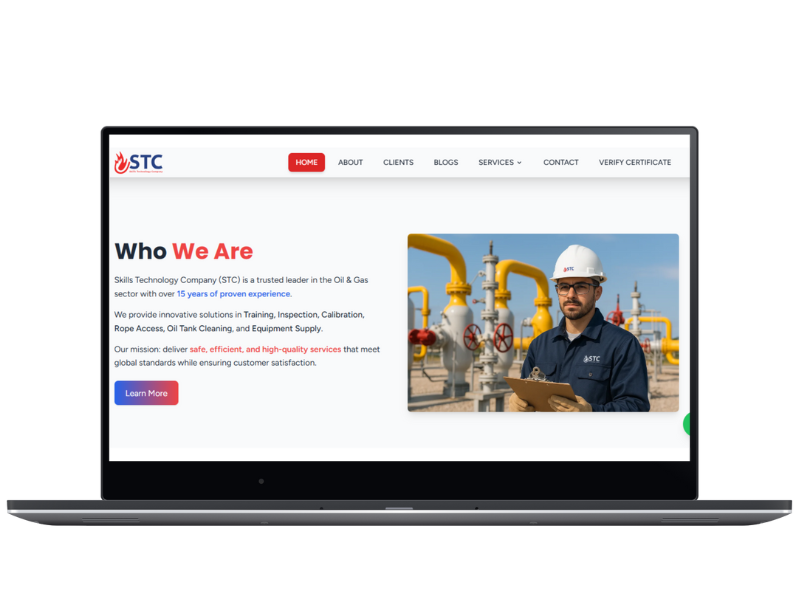 STC
Skills Technology Company
HOME
ABOUT
CLIENTS
BLOGS
SERVICES
CONTACT
VERIFY CERTIFICATE
Who We Are
Skills Technology Company (STC) is a trusted leader in the Oil & Gas
sector with over 15 years of proven experience.
We provide innovative solutions in Training, Inspection, Calibration,
Rope Access, Oil Tank Cleaning, and Equipment Supply.
Our mission: deliver safe, efficient, and high-quality services that meet
global standards while ensuring customer satisfaction.
Learn More
STC
STC